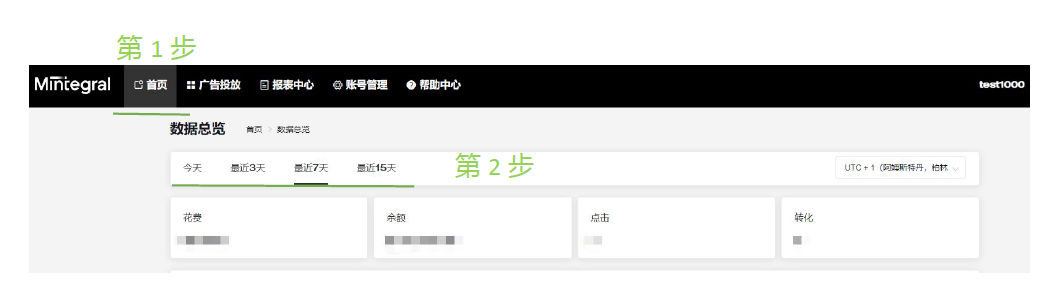 第 1 步
Mintegral 首页 广告投放 报表中心 账号管理 帮助中心 test1000
数据总览 首页 > 数据总览
今天 最近3天 最近7天 最近15天 第 2 步 UTC + 1（阿姆斯特丹，柏林
花费 余额 点击 转化